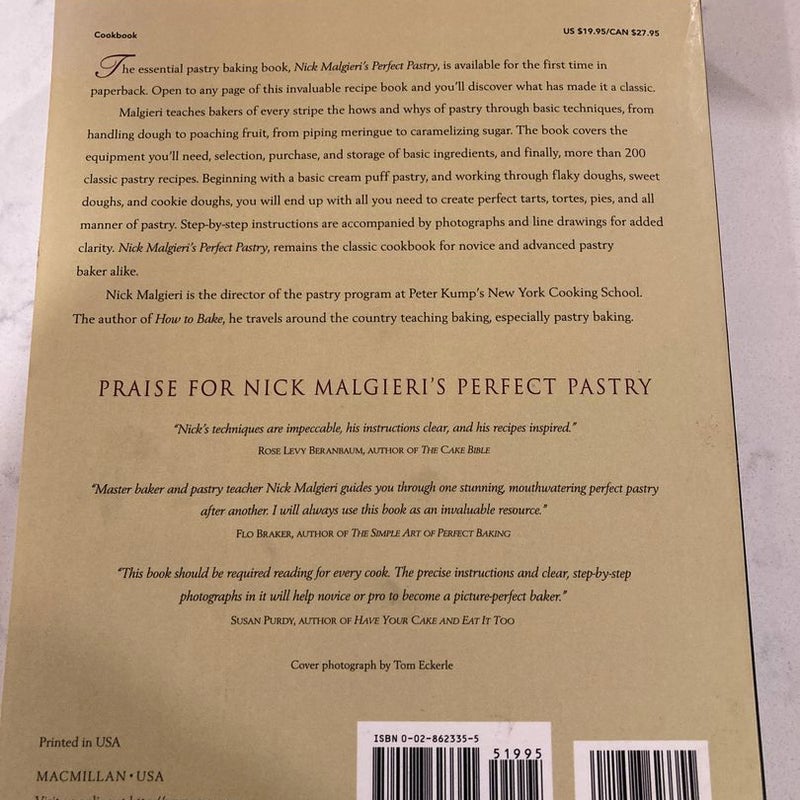 Cookbook
US $19.95/CAN $27.95
The essential pastry baking book, Nick Malgieri's Perfect Pastry, is available for the first time in
paperback. Open to any page of this invaluable recipe book and you'll discover what has made it a classic.
Malgieri teaches bakers of every stripe the hows and whys of pastry through basic techniques, from
handling dough to poaching fruit, from piping meringue to caramelizing sugar. The book covers the
equipment you'll need, selection, purchase, and storage of basic ingredients, and finally, more than 200
classic pastry recipes. Beginning with a basic cream puff pastry, and working through flaky doughs, sweet
doughs, and cookie doughs, you will end up with all you need to create perfect tarts, tortes, pies, and all
manner of pastry. Step-by-step instructions are accompanied by photographs and line drawings for added
clarity. Nick Malgieri's Perfect Pastry, remains the classic cookbook for novice and advanced pastry
baker alike.
Nick Malgieri is the director of the pastry program at Peter Kump's New York Cooking School.
The author of How to Bake, he travels around the country teaching baking, especially pastry baking.
PRAISE FOR NICK MALGIERI'S PERFECT PASTRY
"Nick's techniques are impeccable, his instructions clear, and his recipes inspired."
ROSE LEVY BERANBAUM, AUTHOR OF THE CAKE BIBLE
"Master baker and pastry teacher Nick Malgieri guides you through one stunning, mouthwatering perfect pastry
after another. I will always use this book as an invaluable resource."
FLO BRAKER, AUTHOR OF THE SIMPLE ART OF PERFECT BAKING
"This book should be required reading for every cook. The precise instructions and clear, step-by-step
photographs in it will help novice or pro to become a picture-perfect baker."
SUSAN PURDY, AUTHOR OF HAVE YOUR CAKE AND EAT IT TOO
Cover photograph by Tom Eckerle
Printed in USA
MACMILLAN • USA
ISBN 0-02-862335-5
51995